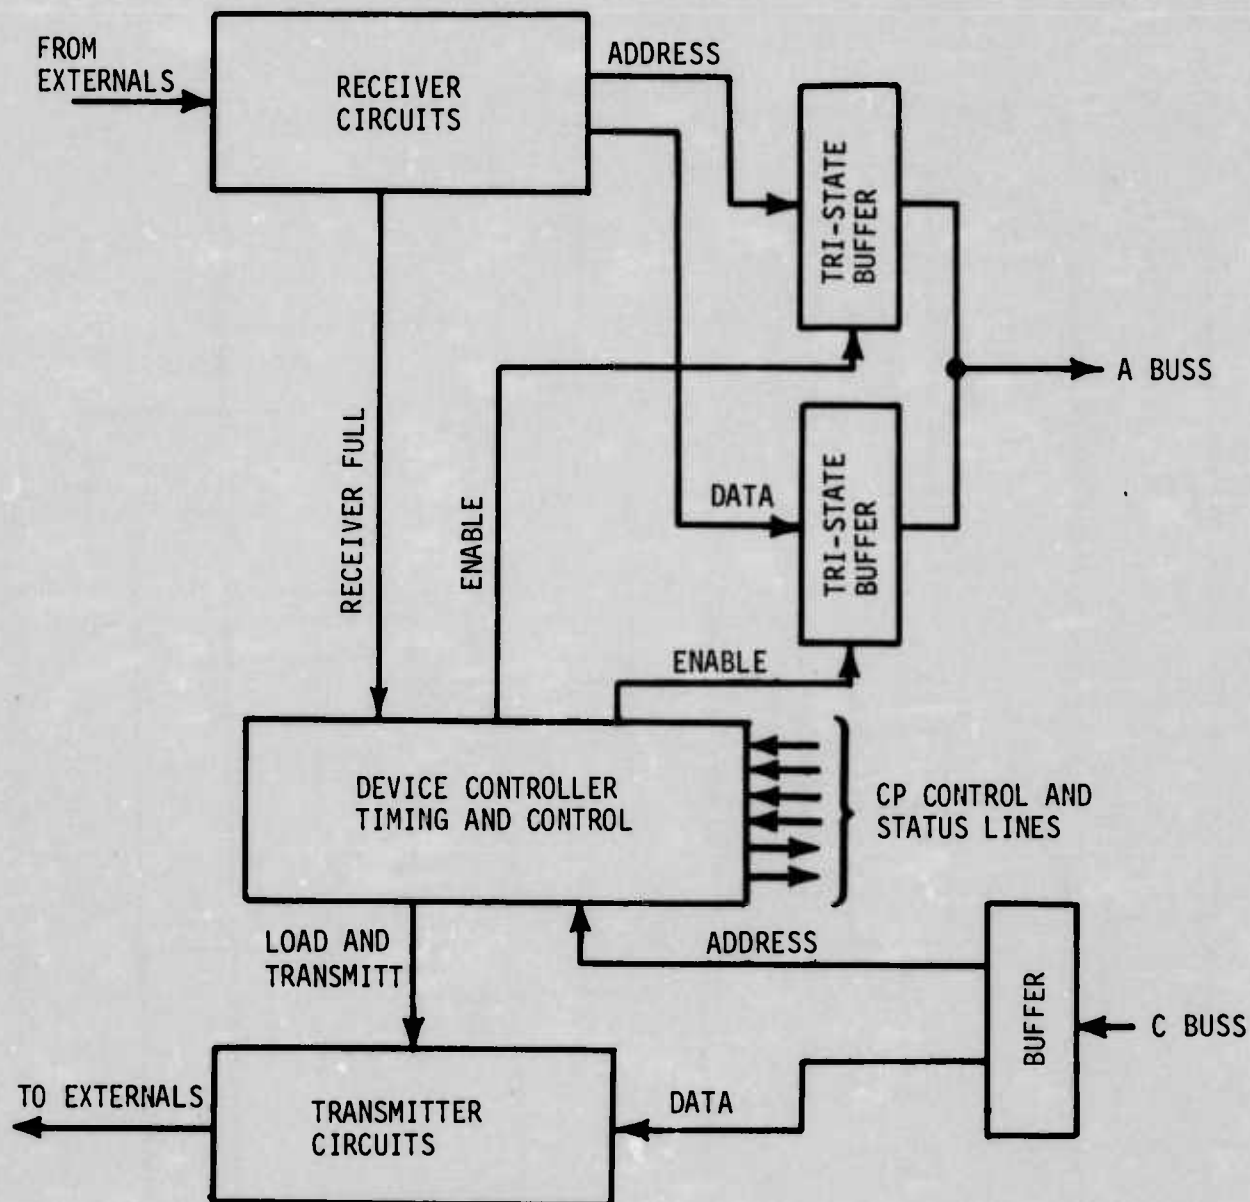 FROM
EXTERNALS
RECEIVER
CIRCUITS
ADDRESS
TRI-STATE
BUFFER
A BUSS
RECEIVER FULL
ENABLE
DATA
TRI-STATE
BUFFER
ENABLE
DEVICE CONTROLLER
TIMING AND CONTROL
CP CONTROL AND
STATUS LINES
LOAD AND
TRANSMITT
ADDRESS
BUFFER
C BUSS
TO EXTERNALS
TRANSMITTER
CIRCUITS
DATA